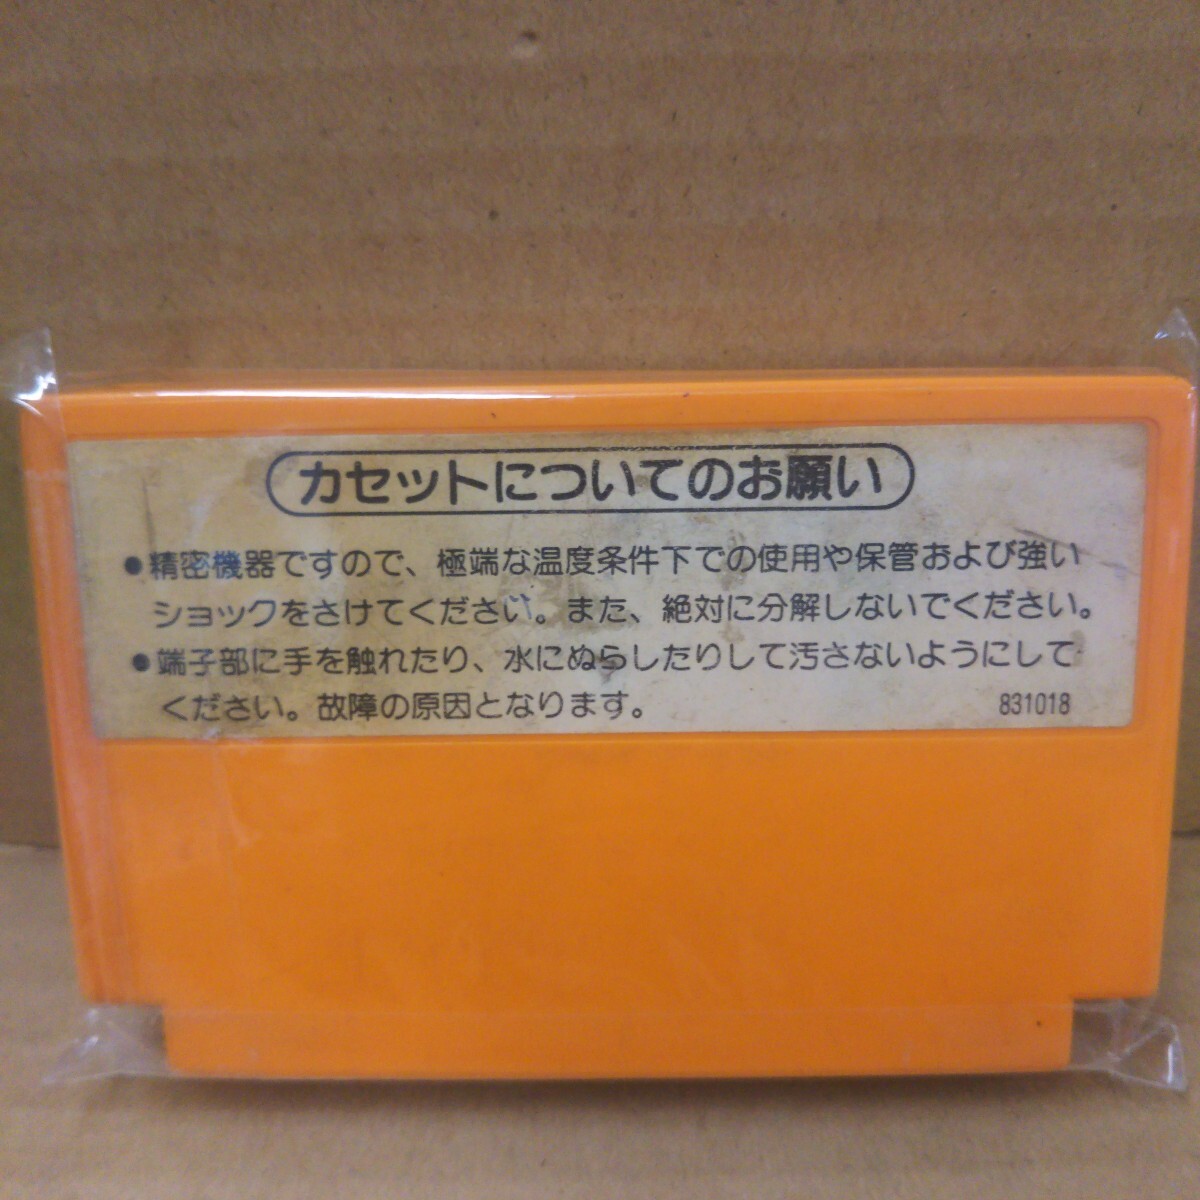 カセットについてのお願い
●精密機器ですので、極端な温度条件下での使用や保管および強い
ショックをさけてください。また、絶対に分解しないでください。
●端子部に手を触れたり、水にぬらしたりして汚さないようにして
ください。故障の原因となります。
831018